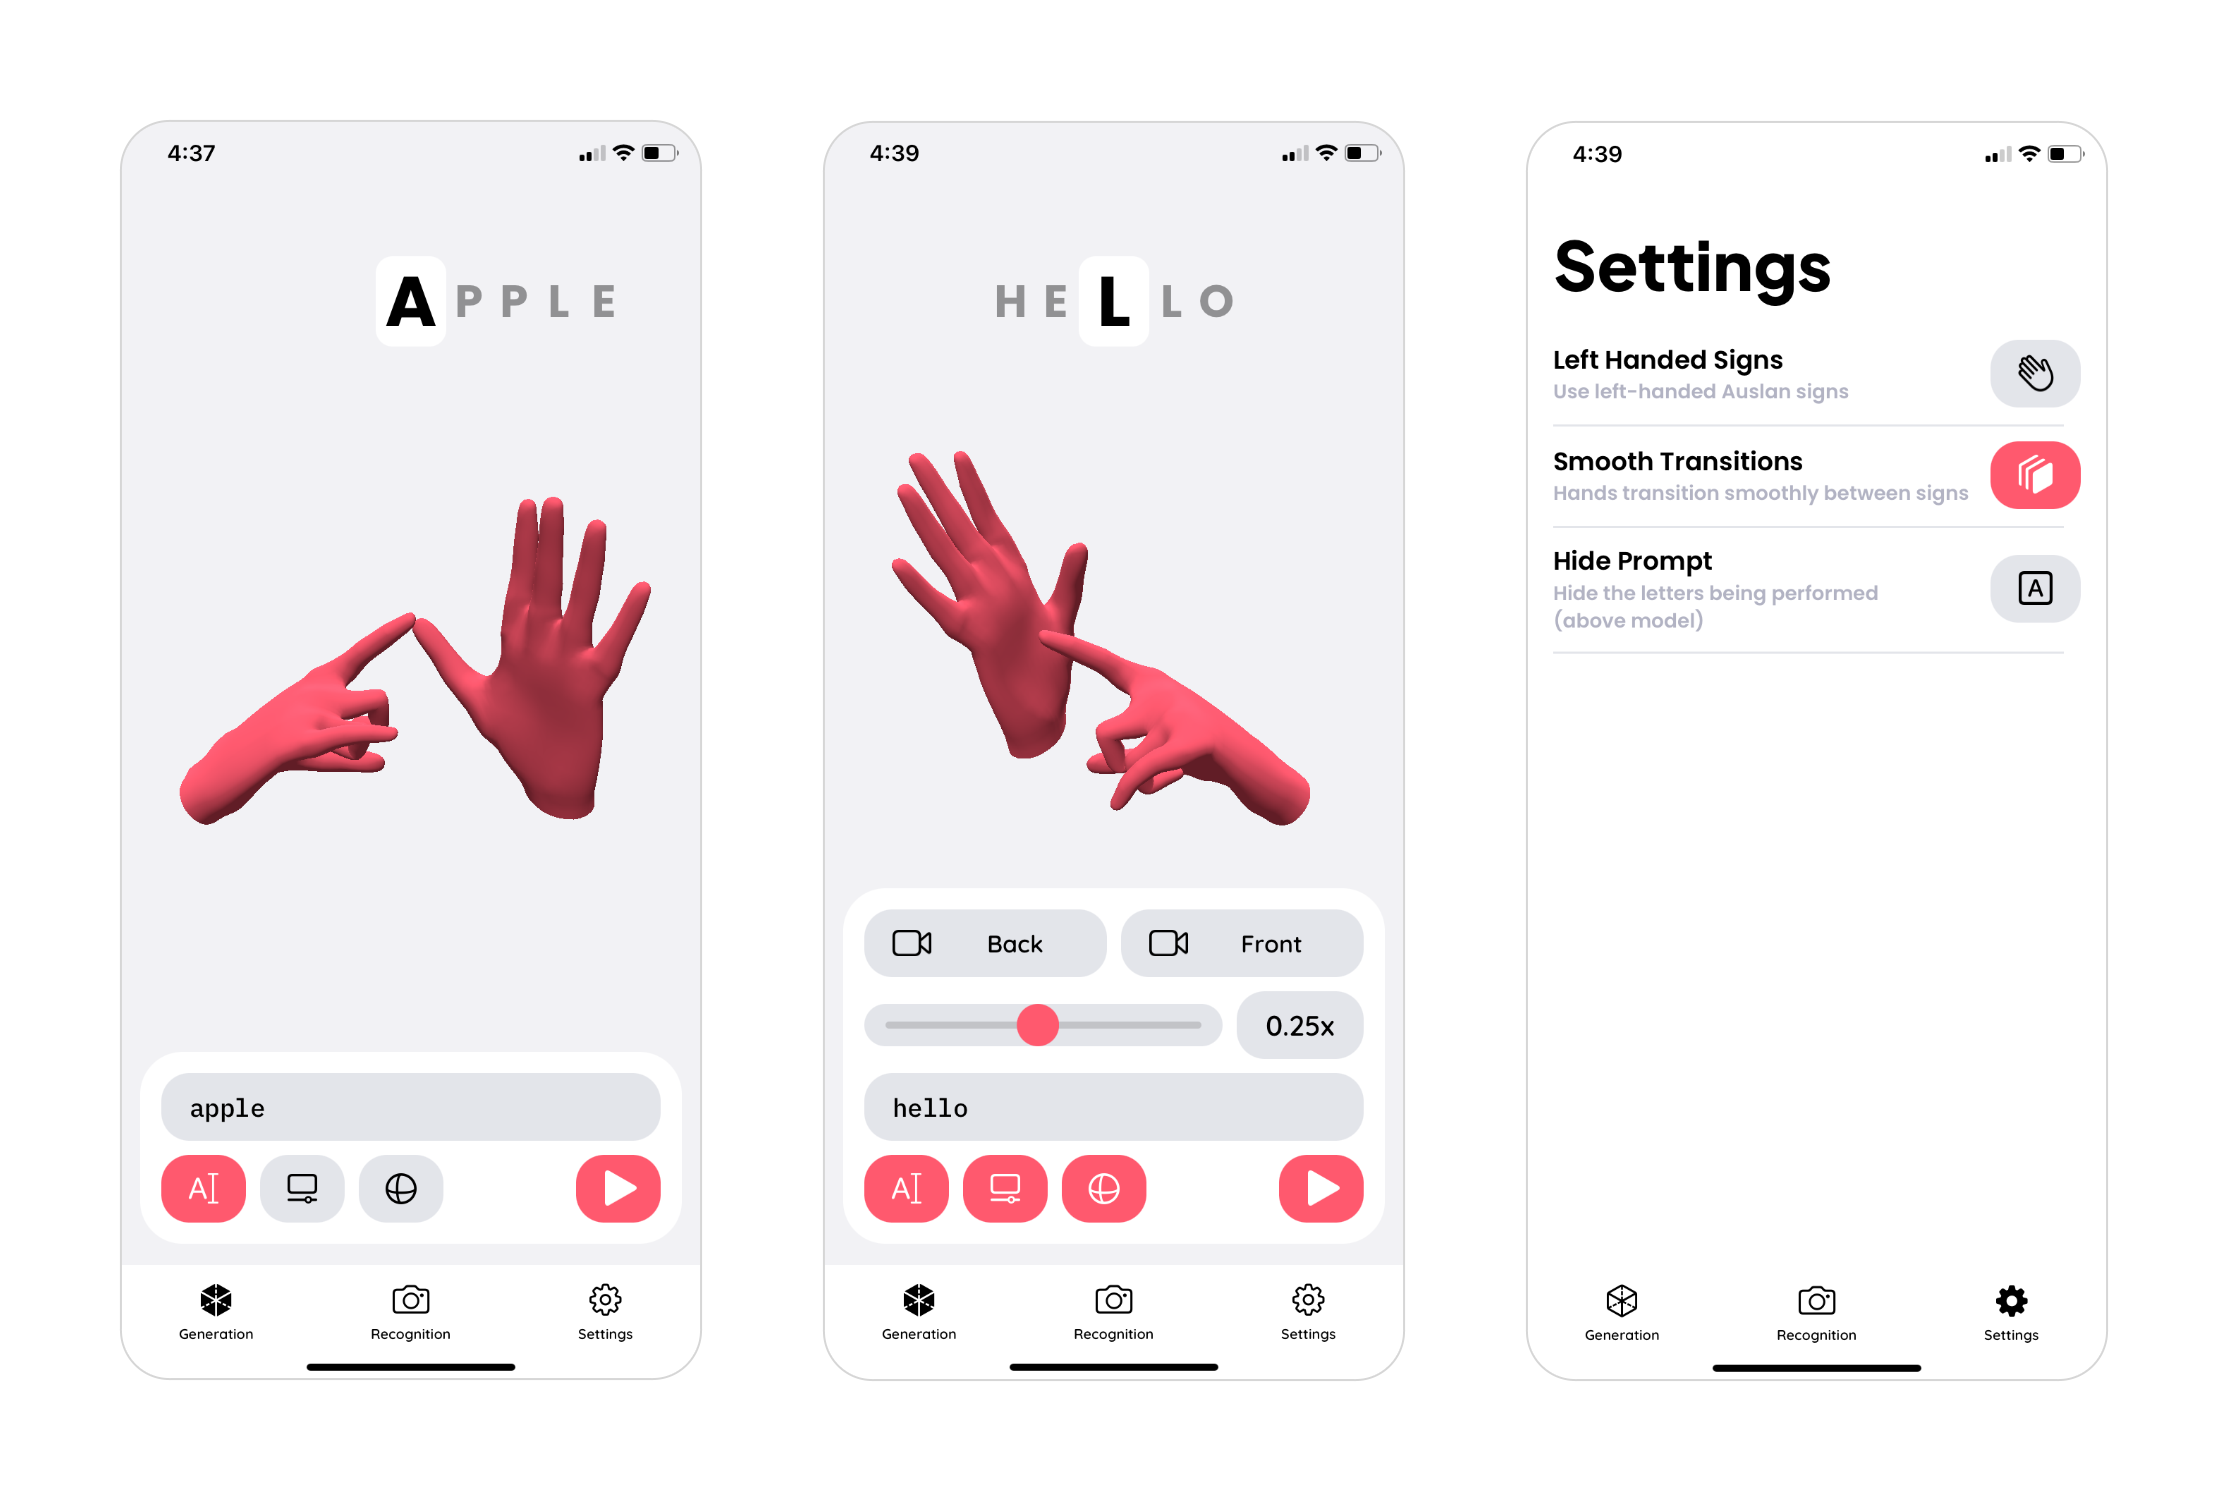 4:37
A P P L E
apple
AI
Generation Recognition Settings
4:39
H E L L O
Back Front
0.25x
hello
AI
Generation Recognition Settings
4:39
Settings
Left Handed Signs
Use left-handed Auslan signs
Smooth Transitions
Hands transition smoothly between signs
Hide Prompt
Hide the letters being performed
(above model)
A
Generation Recognition Settings